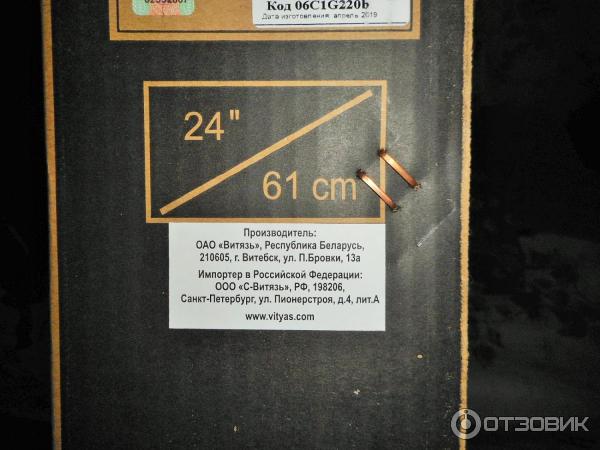 Код 06C1G220b
Дата изготовления: апрель 2019
24"
61 cm
Производитель:
ОАО «Витязь», Республика Беларусь,
210605, г. Витебск, ул. П.Бровки, 13а
Импортер в Российской Федерации:
ООО «С-Витязь», РФ, 198206,
Санкт-Петербург, ул. Пионерстроя, д.4, лит.А
www.vityas.com
ОТЗОВИК